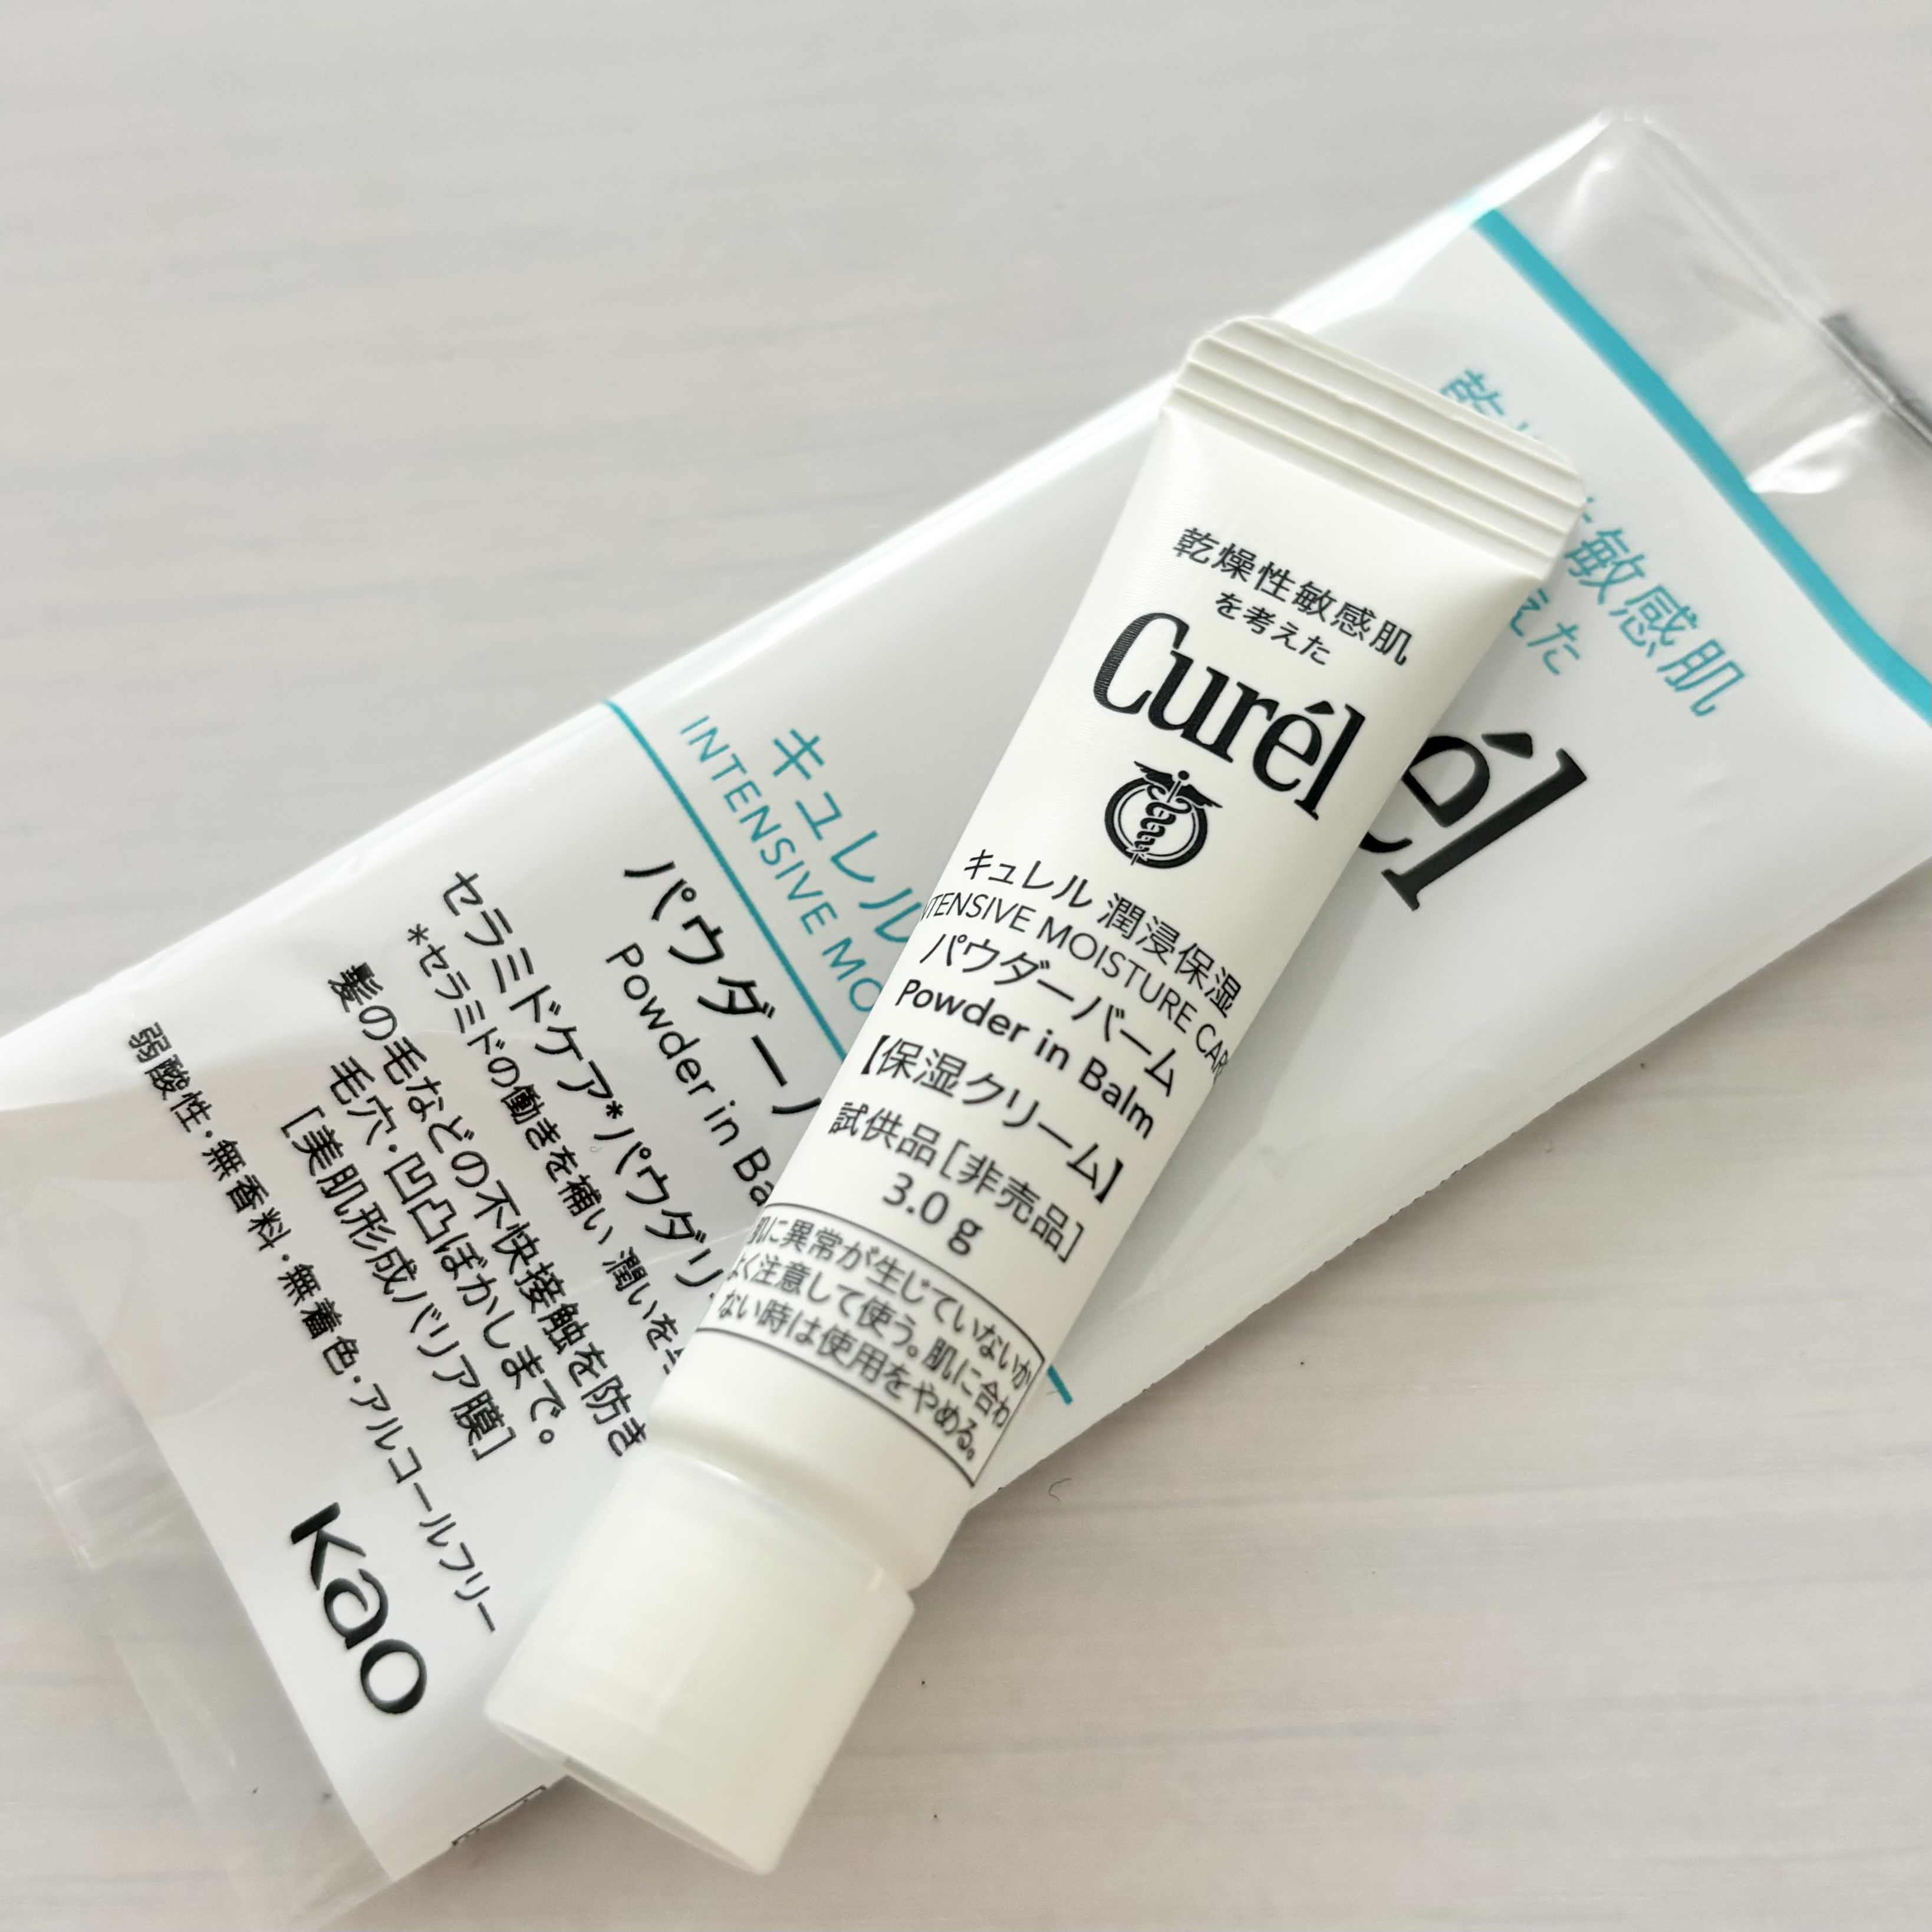 乾燥性敏感肌
を考えた
Curél
キュレル 潤浸保湿
INTENSIVE MOISTURE CARE
パウダーバーム
Powder in Balm
【保湿クリーム】
試供品[非売品]
3.0 g
肌に異常が生じていないか
よく注意して使う。肌に合わ
ない時は使用をやめる。
敏感肌
えた
él
キュレル
INTENSIVE MO
パウダー
Powder in Ba
セラミドケア*パウダリ
*セラミドの働きを補い 潤いを
髪の毛などの不快接触を防き
毛穴・凹凸ぼかしまで。
[美肌形成バリア膜]
弱酸性・無香料・無着色・アルコールフリー
Kao